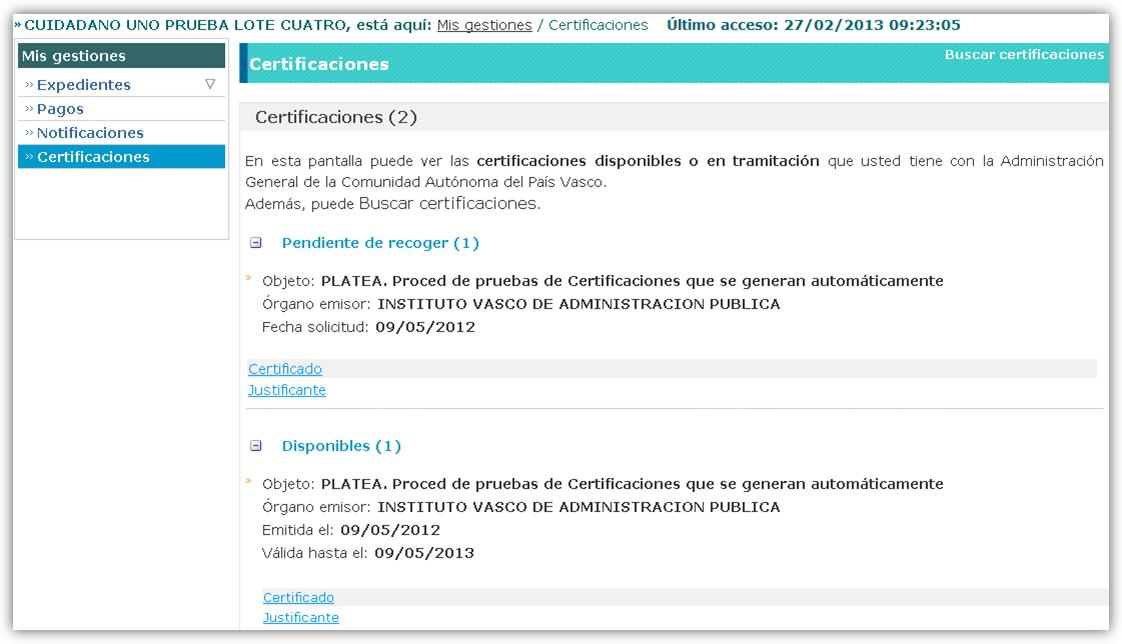 » CUIDADANO UNO PRUEBA LOTE CUATRO, está aquí: Mis gestiones / Certificaciones Último acceso: 27/02/2013 09:23:05
Mis gestiones
» Expedientes
» Pagos
» Notificaciones
» Certificaciones
Certificaciones
Buscar certificaciones
Certificaciones (2)
En esta pantalla puede ver las certificaciones disponibles o en tramitación que usted tiene con la Administración
General de la Comunidad Autónoma del País Vasco.
Además, puede Buscar certificaciones.
Pendiente de recoger (1)
» Objeto: PLATEA. Proced de pruebas de Certificaciones que se generan automáticamente
Órgano emisor: INSTITUTO VASCO DE ADMINISTRACION PUBLICA
Fecha solicitud: 09/05/2012
Certificado
Justificante
Disponibles (1)
» Objeto: PLATEA. Proced de pruebas de Certificaciones que se generan automáticamente
Órgano emisor: INSTITUTO VASCO DE ADMINISTRACION PUBLICA
Emitida el: 09/05/2012
Válida hasta el: 09/05/2013
Certificado
Justificante